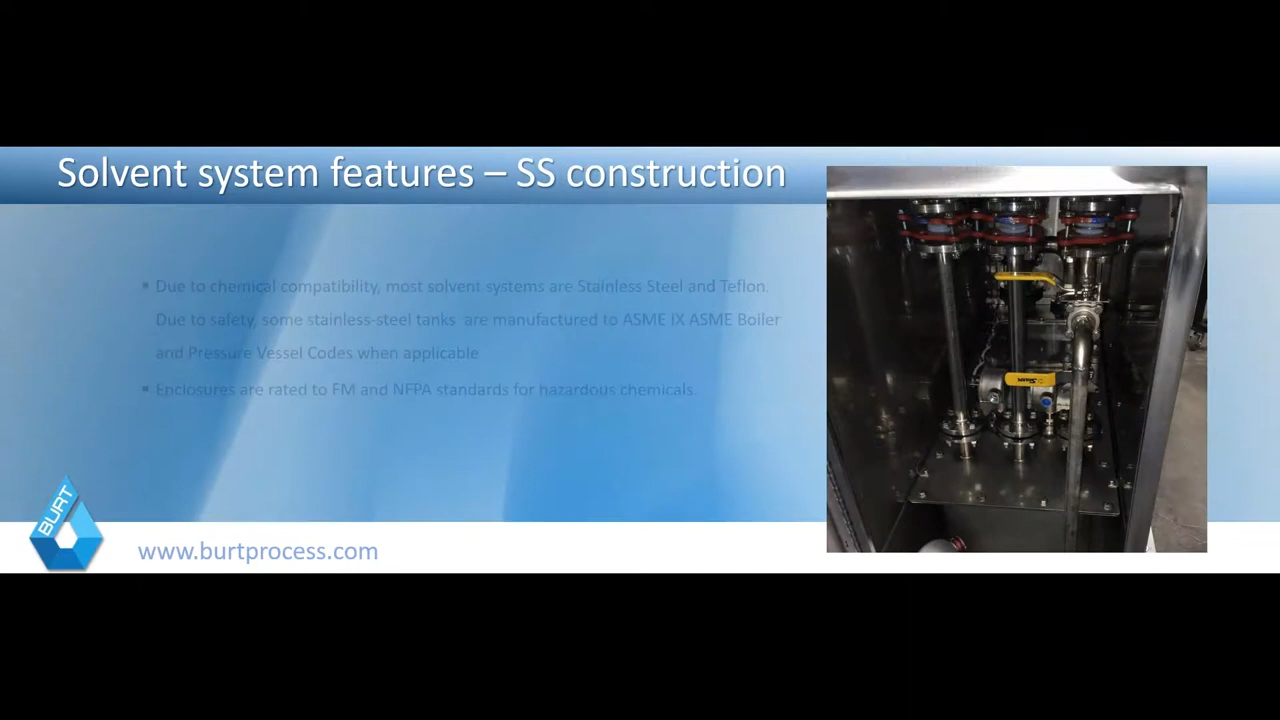 Solvent system features – SS construction
▪ Due to chemical compatibility, most solvent systems are Stainless Steel and Teflon.
Due to safety, some stainless-steel tanks are manufactured to ASME IX ASME Boiler
and Pressure Vessel Codes when applicable
▪ Enclosures are rated to FM and NFPA standards for hazardous chemicals.
BURT
www.burtprocess.com